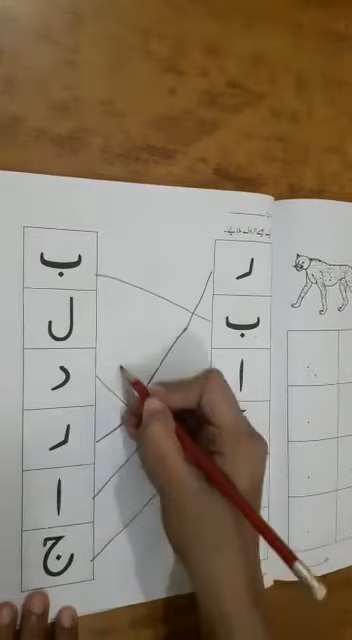 ب
ل
د
ر
ا
ج
ر
ب
ا